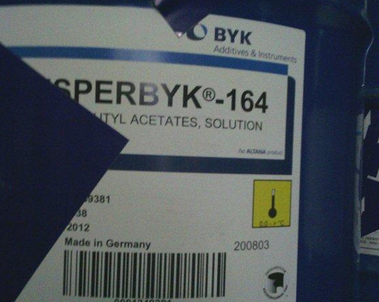 BYK
Additives & Instruments
SPERBYK®-164
UTYL ACETATES, SOLUTION
An ALTANA product
9381
38
2012
Made in Germany
200803